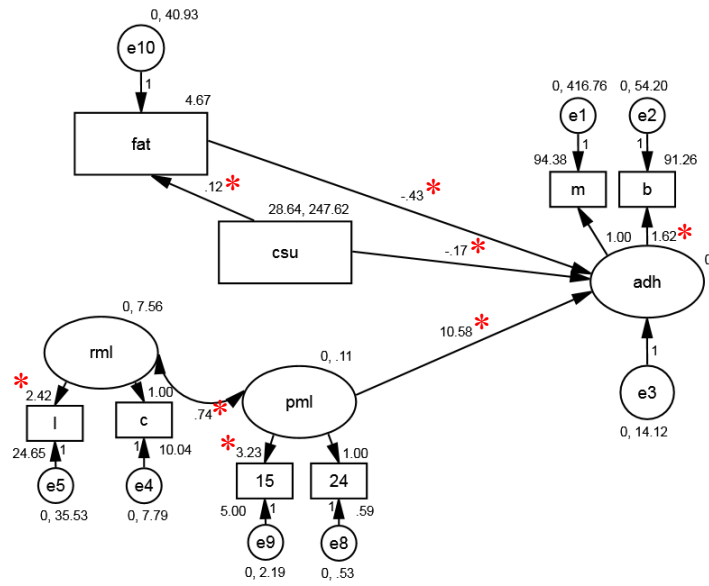 0, 40.93
e10
1
4.67
fat
0, 416.76
0, 54.20
e1
e2
1
1
94.38
91.26
m
b
.12*
-.43*
28.64, 247.62
csu
-.17*
1.00
1.62*
0
adh
10.58*
0, 7.56
rml
0, .11
pml
1
e3
0, 14.12
*
2.42
1.00
.74*
l
c
24.65
1
1
10.04
e5
e4
0, 35.53
0, 7.79
*
3.23
1.00
15
24
5.00
1
1
.59
e9
e8
0, 2.19
0, .53